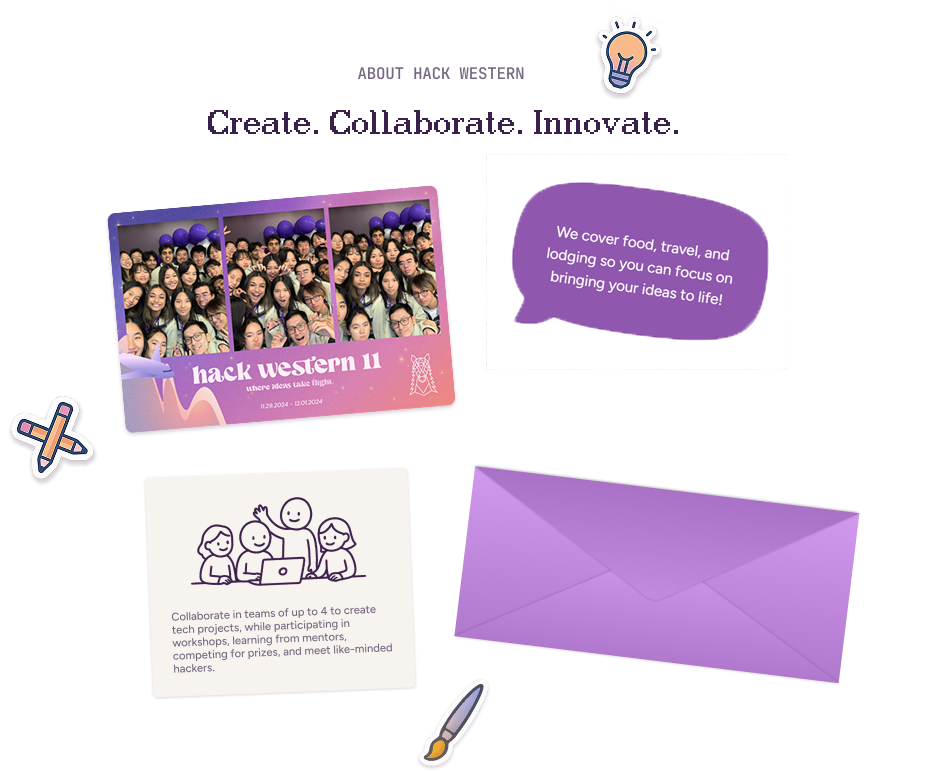 ABOUT HACK WESTERN
Create. Collaborate. Innovate.
We cover food, travel, and
lodging so you can focus on
bringing your ideas to life!
hack western 11
where ideas take flight.
11.29.2024 - 12.01.2024
Collaborate in teams of up to 4 to create
tech projects, while participating in
workshops, learning from mentors,
competing for prizes, and meet like-minded
hackers.